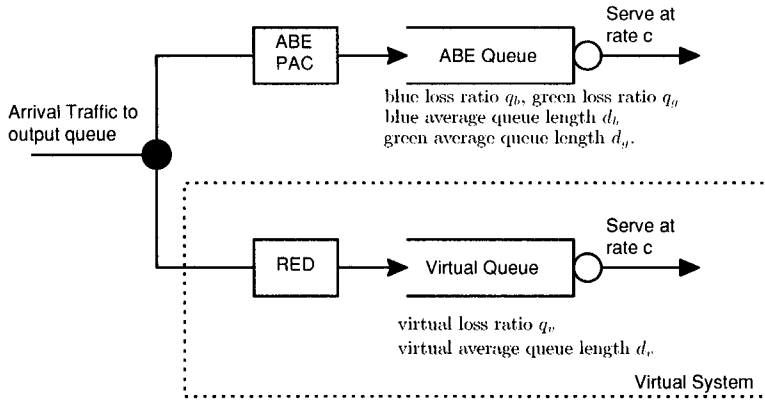 ABE
PAC
ABE Queue
Serve at
rate c
blue loss ratio q_b, green loss ratio q_g
blue average queue length d_b
green average queue length d_g.
Arrival Traffic to
output queue
RED
Virtual Queue
Serve at
rate c
virtual loss ratio q_v
virtual average queue length d_v
Virtual System